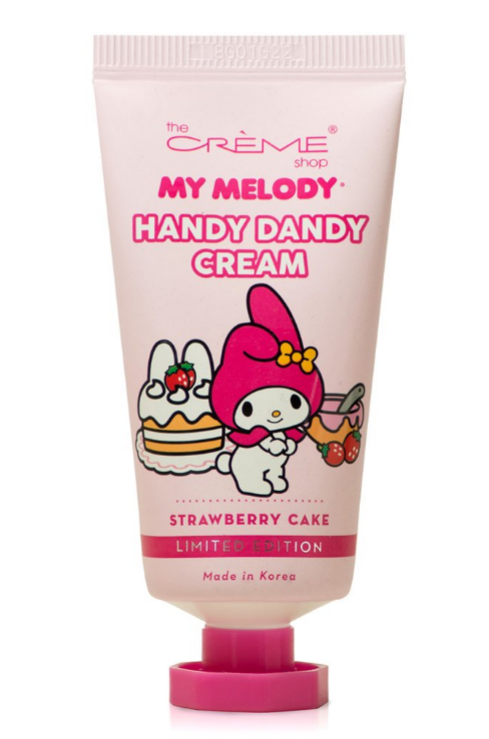 the
CRÈME®
shop
MY MELODY
HANDY DANDY
CREAM
STRAWBERRY CAKE
LIMITED EDITION
Made in Korea